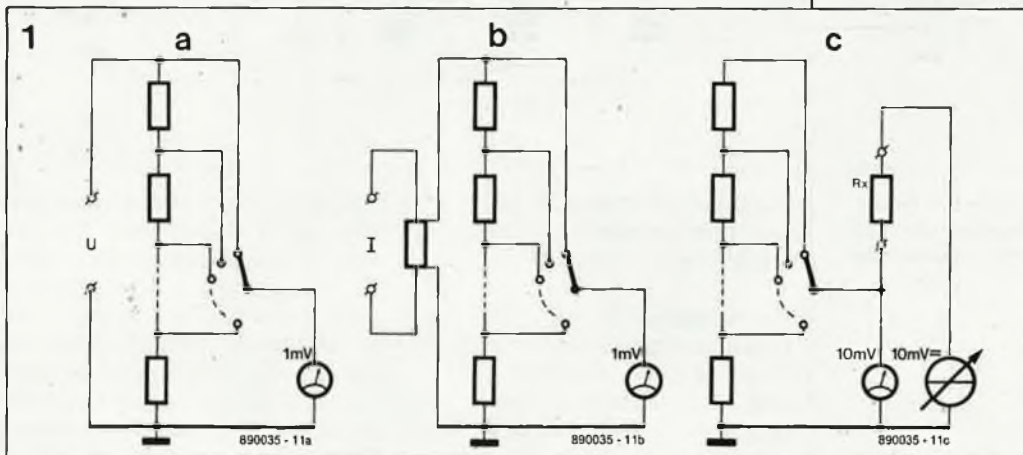 1
a
b
c
U
I
Rx
1mV
1mV
10mV
10mV=
890035 - 11a
890035 - 11b
890035 - 11c